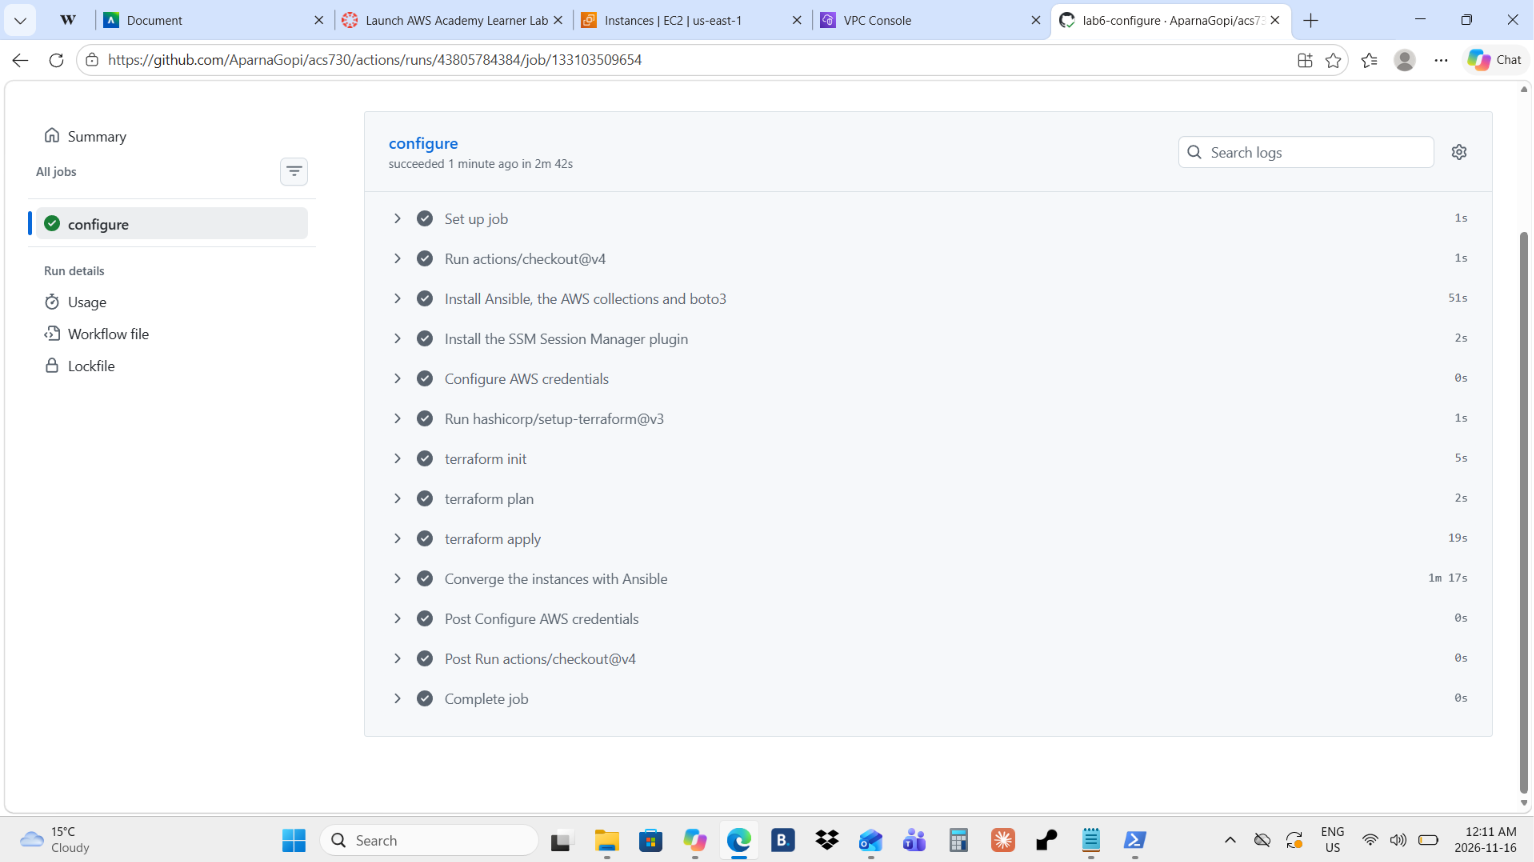 W
Document
Launch AWS Academy Learner Lab
Instances | EC2 | us-east-1
VPC Console
lab6-configure · AparnaGopi/acs73
https://github.com/AparnaGopi/acs730/actions/runs/43805784384/job/133103509654
Chat
Summary
All jobs
configure
Run details
Usage
Workflow file
Lockfile
configure
succeeded 1 minute ago in 2m 42s
Search logs
Set up job 1s
Run actions/checkout@v4 1s
Install Ansible, the AWS collections and boto3 51s
Install the SSM Session Manager plugin 2s
Configure AWS credentials 0s
Run hashicorp/setup-terraform@v3 1s
terraform init 5s
terraform plan 2s
terraform apply 19s
Converge the instances with Ansible 1m 17s
Post Configure AWS credentials 0s
Post Run actions/checkout@v4 0s
Complete job 0s
15°C
Cloudy
Search
B.
ENG
US
12:11 AM
2026-11-16